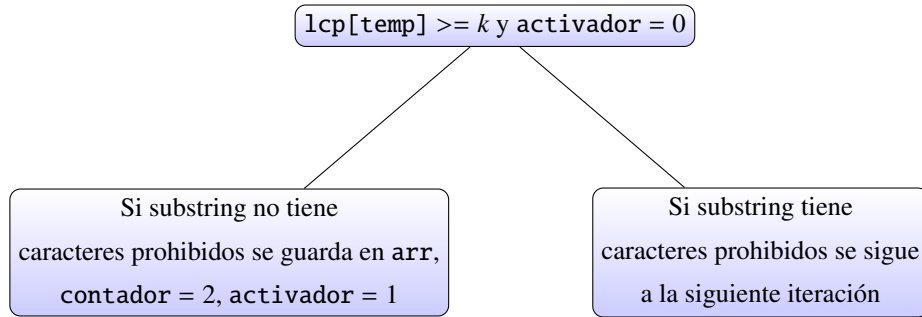 lcp[temp] >= k y activador = 0
Si substring no tiene
caracteres prohibidos se guarda en arr,
contador = 2, activador = 1
Si substring tiene
caracteres prohibidos se sigue
a la siguiente iteración